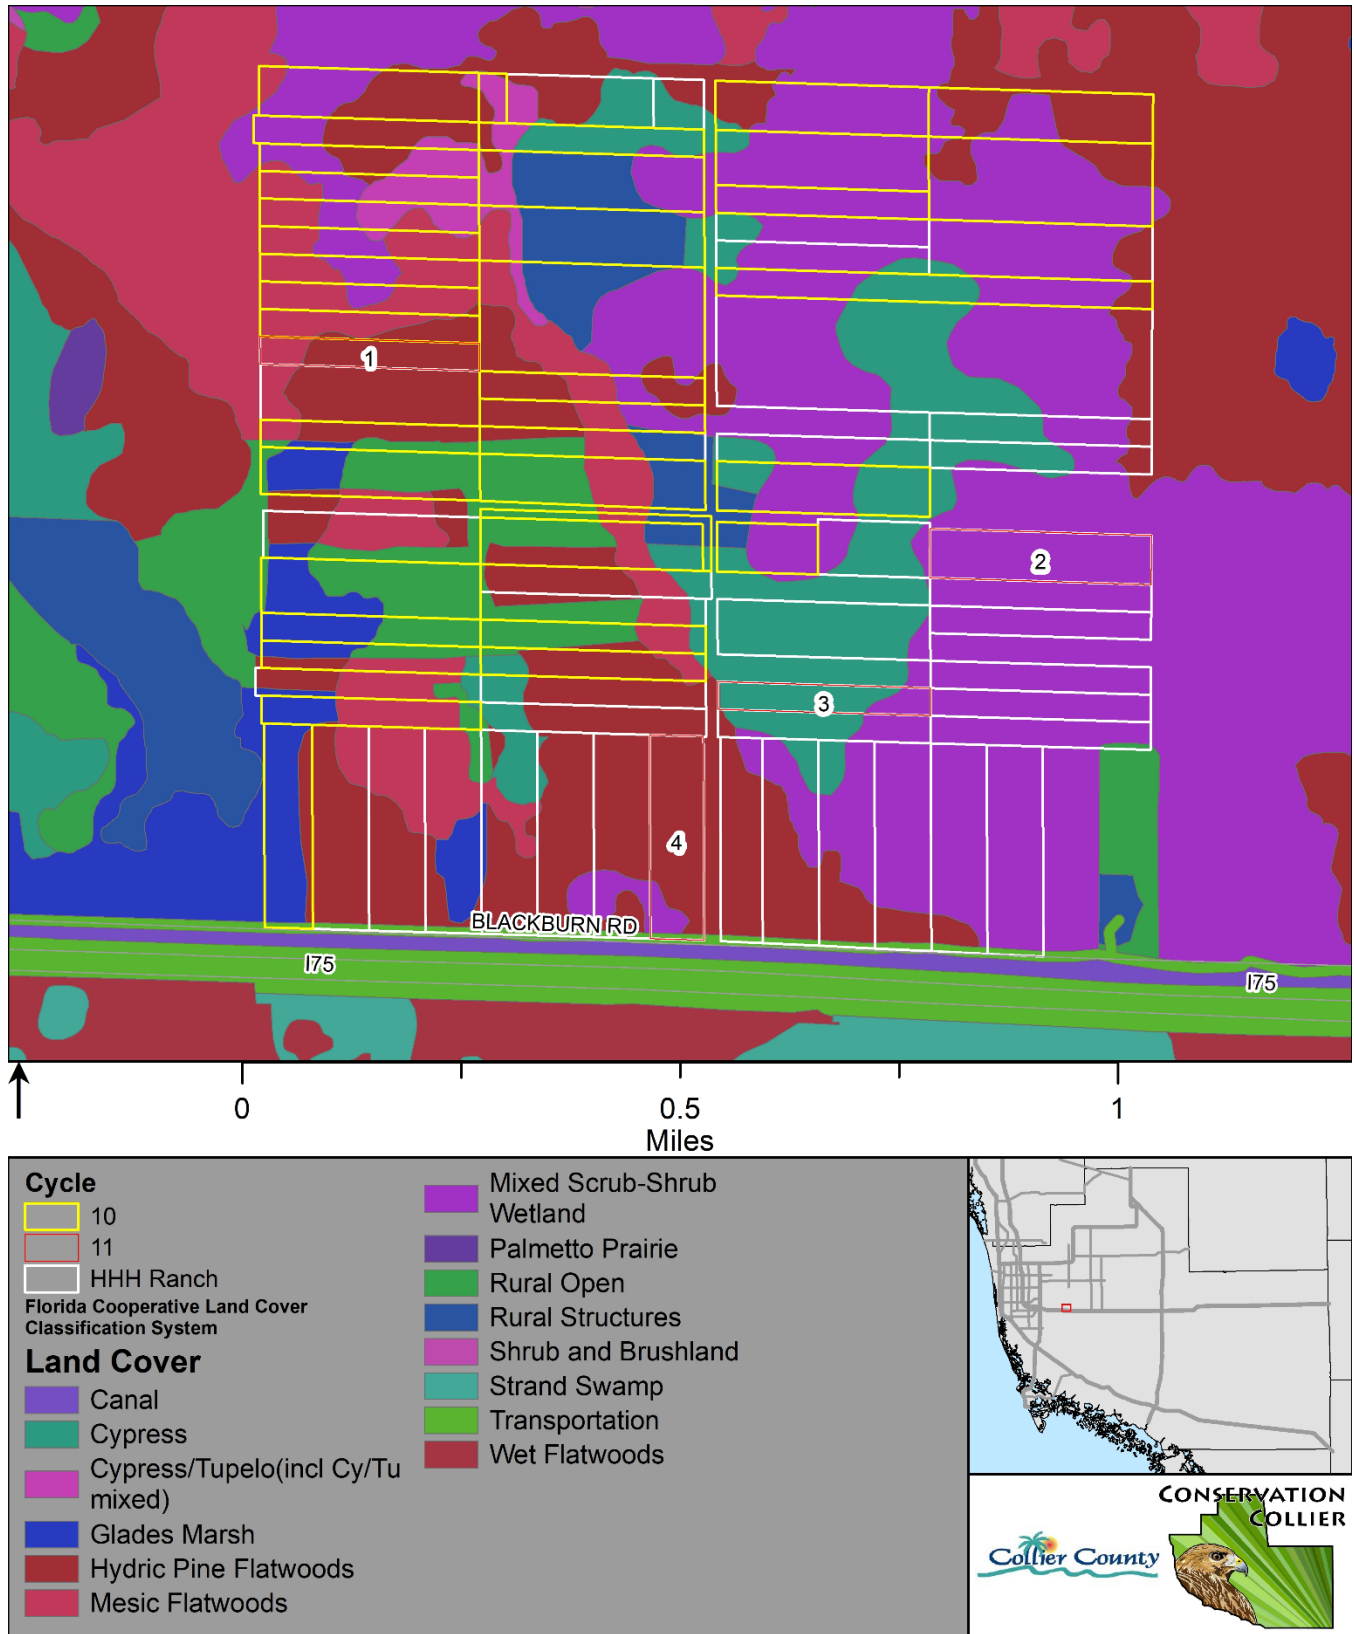 1
2
3
4
BLACKBURN RD
I75
I75
0
0.5
1
Miles
Cycle
10
11
HHH Ranch
Florida Cooperative Land Cover
Classification System
Land Cover
Canal
Cypress
Cypress/Tupelo(incl Cy/Tu
mixed)
Glades Marsh
Hydric Pine Flatwoods
Mesic Flatwoods
Mixed Scrub-Shrub
Wetland
Palmetto Prairie
Rural Open
Rural Structures
Shrub and Brushland
Strand Swamp
Transportation
Wet Flatwoods
CONSERVATION
COLLIER
Collier County